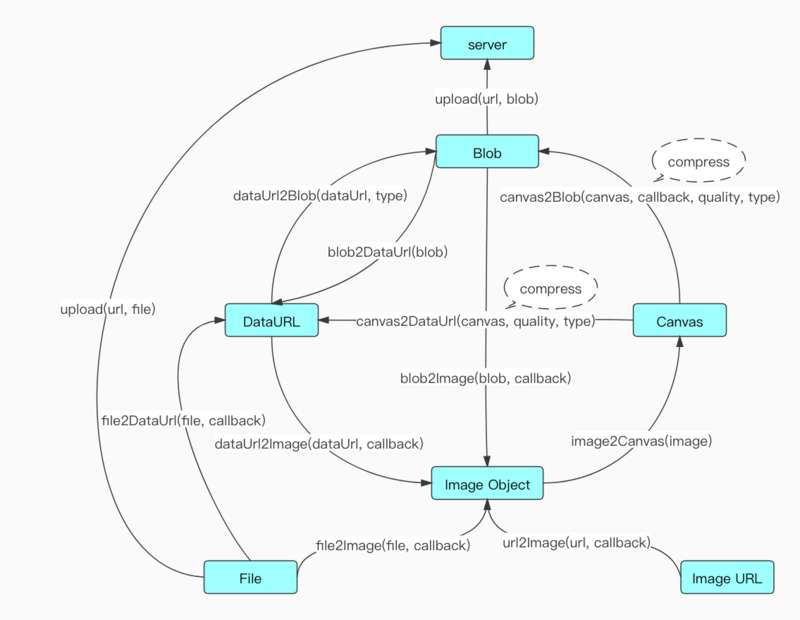 server
upload(url, blob)
Blob
compress
dataUrl2Blob(dataUrl, type)
canvas2Blob(canvas, callback, quality, type)
blob2DataUrl(blob)
compress
upload(url, file)
DataURL
canvas2DataUrl(canvas, quality, type)
Canvas
blob2Image(blob, callback)
file2DataUrl(file, callback)
dataUrl2Image(dataUrl, callback)
image2Canvas(image)
Image Object
file2Image(file, callback)
url2Image(url, callback)
File
Image URL